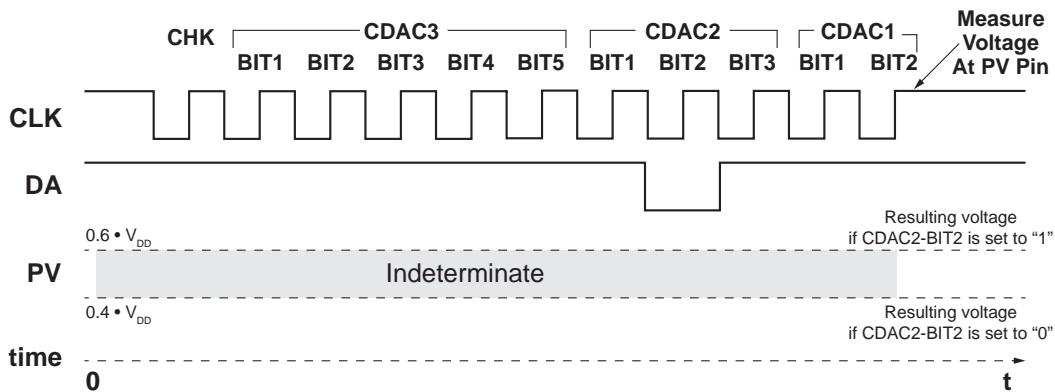 CHK
CDAC3
CDAC2
CDAC1
Measure
Voltage
At PV Pin
BIT1 BIT2 BIT3 BIT4 BIT5 BIT1 BIT2 BIT3 BIT1 BIT2
CLK
DA
0.6 • VDD
Resulting voltage
if CDAC2-BIT2 is set to “1”
PV
Indeterminate
0.4 • VDD
Resulting voltage
if CDAC2-BIT2 is set to “0”
time
0
t